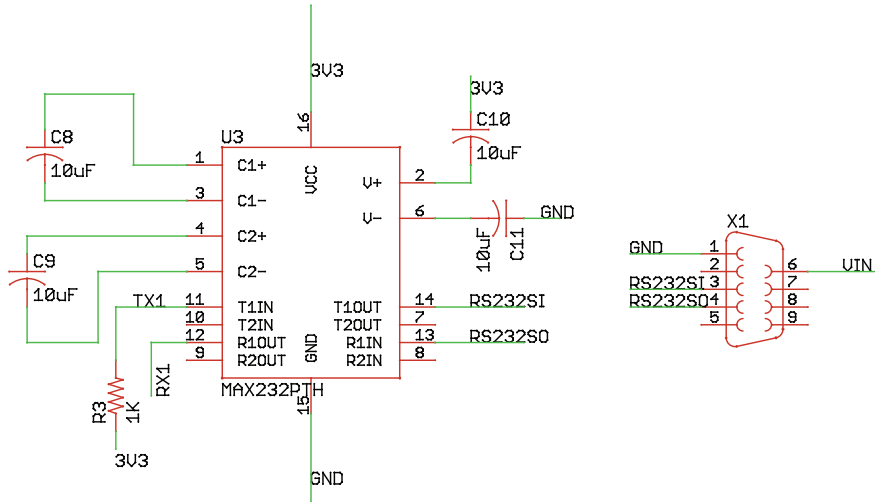 3V3
16
U3
VCC
1
C1+
3
C1-
4
C2+
5
C2-
11
T1IN
10
T2IN
12
R1OUT
9
R2OUT
GND
V+
2
V-
6
T1OUT
14
T2OUT
7
R1IN
13
R2IN
8
MAX232PTH
15
GND
C8
10uF
C9
10uF
TX1
RX1
R3
1K
3V3
3V3
C10
10uF
10uF
C11
GND
RS232SI
RS232SO
X1
GND
1
2
RS232SI
3
RS232SO
4
5
6
VIN
7
8
9